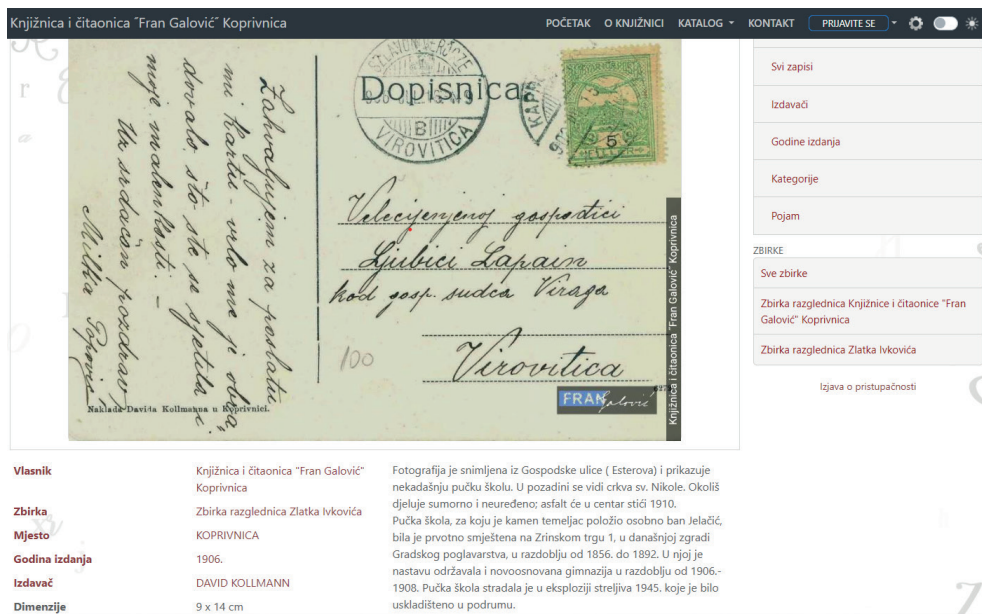 Knjižnica i čitaonica ˝Fran Galović˝ Koprivnica
POČETAK O KNJIŽNICI KATALOG KONTAKT PRIJAVITE SE
Dopisnica
VIROVITICA
B
5
Zahvaljujem za poslatu
mi kartu - vrlo me je obra-
dovalo što ste se sjetila i
moje malenkosti. -
Uz srdačan pozdrav,
Milka Popović
Velecijenjenoj gospodjici
Ljubici Lapain
kod gosp. sudca Viraga
Virovitica
100
Naklada Davida Kollmanna u Koprivnici.
FRAN Galović
Knjižnica i čitaonica ˝Fran Galović˝ Koprivnica
Svi zapisi
Izdavači
Godine izdanja
Kategorije
Pojam
ZBIRKE
Sve zbirke
Zbirka razglednica Knjižnice i čitaonice "Fran
Galović" Koprivnica
Zbirka razglednica Zlatka Ivkovića
Izjava o pristupačnosti
Vlasnik Knjižnica i čitaonica "Fran Galović"
Koprivnica
Zbirka Zbirka razglednica Zlatka Ivkovića
Mjesto KOPRIVNICA
Godina izdanja 1906.
Izdavač DAVID KOLLMANN
Dimenzije 9 x 14 cm
Fotografija je snimljena iz Gospodske ulice ( Esterova) i prikazuje
nekadašnju pučku školu. U pozadini se vidi crkva sv. Nikole. Okoliš
djeluje sumorno i neuređeno; asfalt će u centar stići 1910.
Pučka škola, za koju je kamen temeljac položio osobno ban Jelačić,
bila je prvotno smještena na Zrinskom trgu 1, u današnjoj zgradi
Gradskog poglavarstva, u razdoblju od 1856. do 1892. U njoj je
nastavu održavala i novoosnovana gimnazija u razdoblju od 1906.-
1908. Pučka škola stradala je u eksploziji streljiva 1945. koje je bilo
uskladišteno u podrumu.